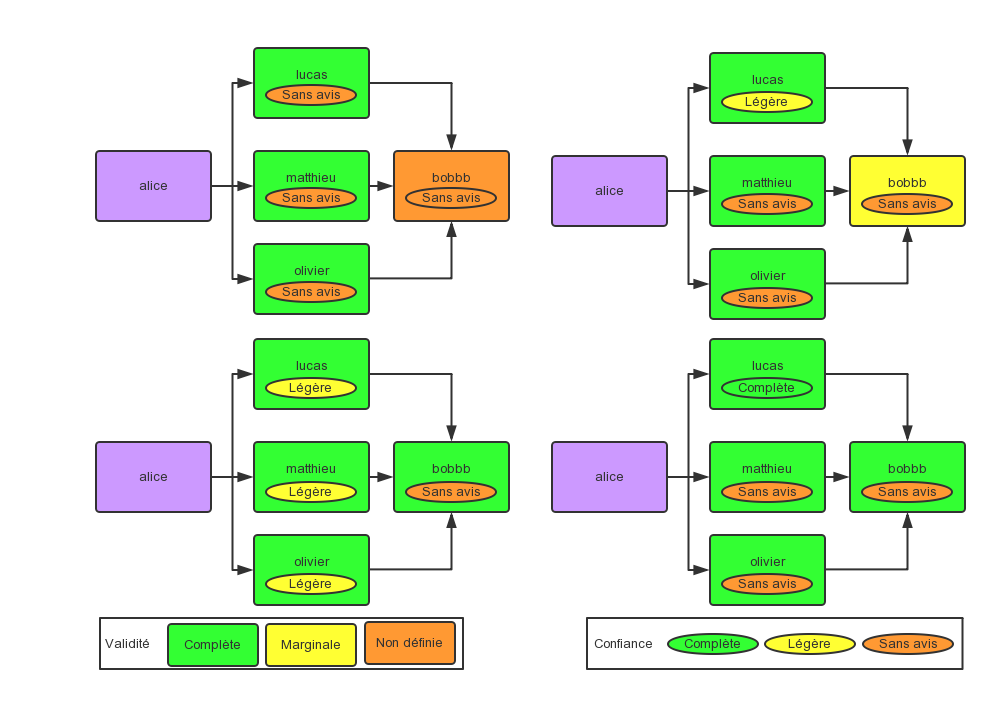 lucas
Sans avis
alice
matthieu
Sans avis
bobbb
Sans avis
olivier
Sans avis
lucas
Légère
alice
matthieu
Sans avis
bobbb
Sans avis
olivier
Sans avis
lucas
Légère
alice
matthieu
Légère
bobbb
Sans avis
olivier
Légère
lucas
Complète
alice
matthieu
Sans avis
bobbb
Sans avis
olivier
Sans avis
Validité Complète Marginale Non définie
Confiance Complète Légère Sans avis